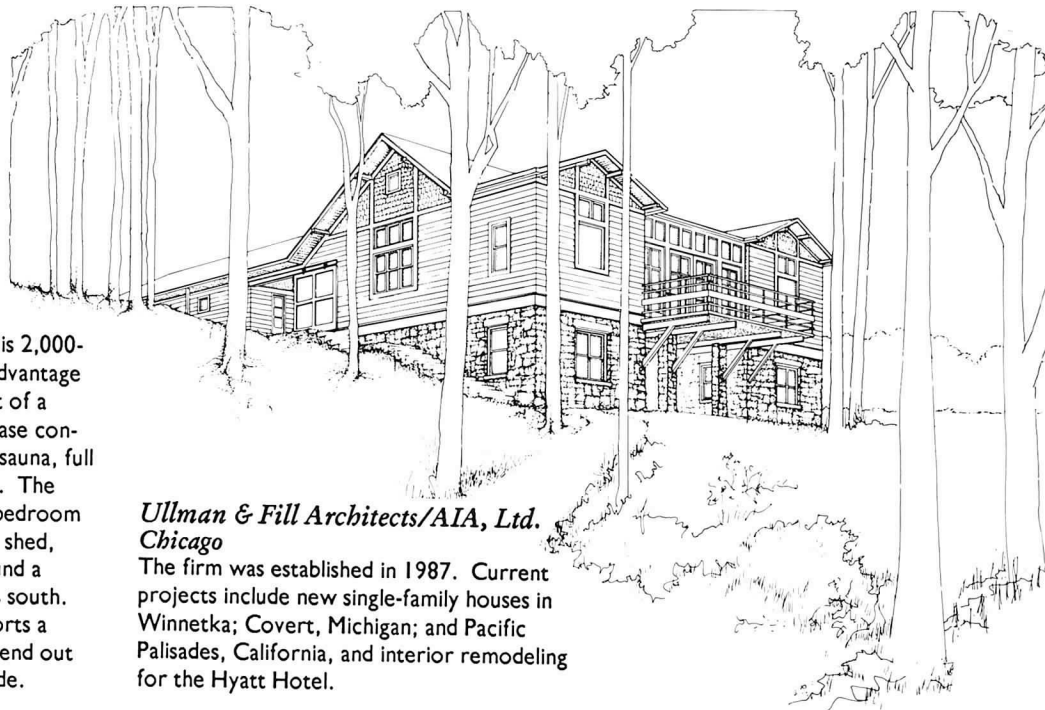 is 2,000-
dvantage
t of a
ase con-
sauna, full
. The
bedroom
shed,
nd a
s south.
orts a
end out
de.
Ullman & Fill Architects/AIA, Ltd.
Chicago
The firm was established in 1987. Current
projects include new single-family houses in
Winnetka; Covert, Michigan; and Pacific
Palisades, California, and interior remodeling
for the Hyatt Hotel.